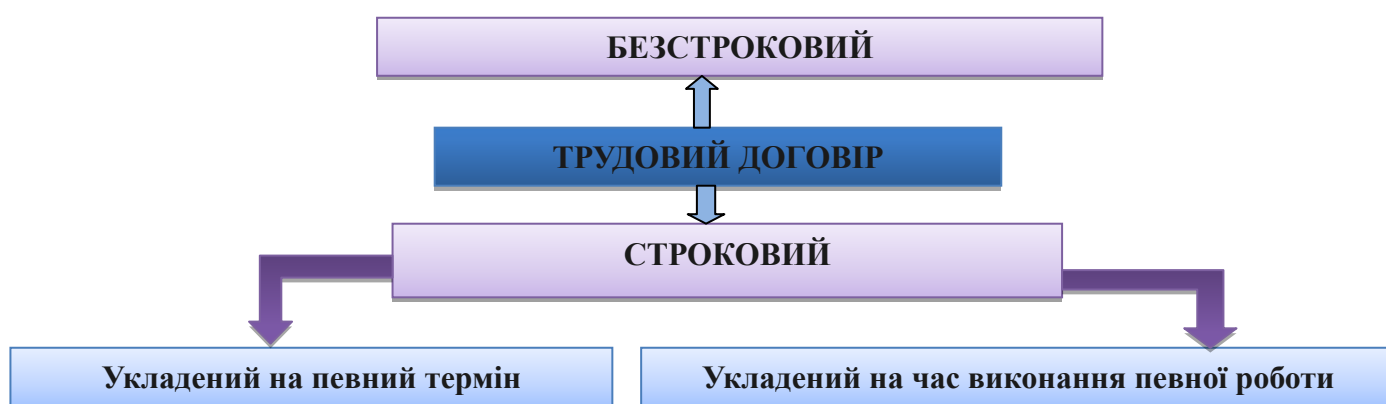 БЕЗСТРОКОВИЙ
ТРУДОВИЙ ДОГОВІР
СТРОКОВИЙ
Укладений на певний термін
Укладений на час виконання певної роботи